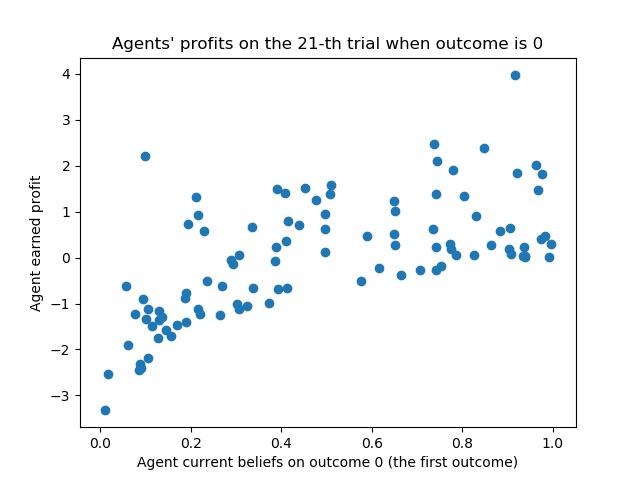 Agents' profits on the 21-th trial when outcome is 0
Agent earned profit
4
3
2
1
0
−1
−2
−3
0.0 0.2 0.4 0.6 0.8 1.0
Agent current beliefs on outcome 0 (the first outcome)